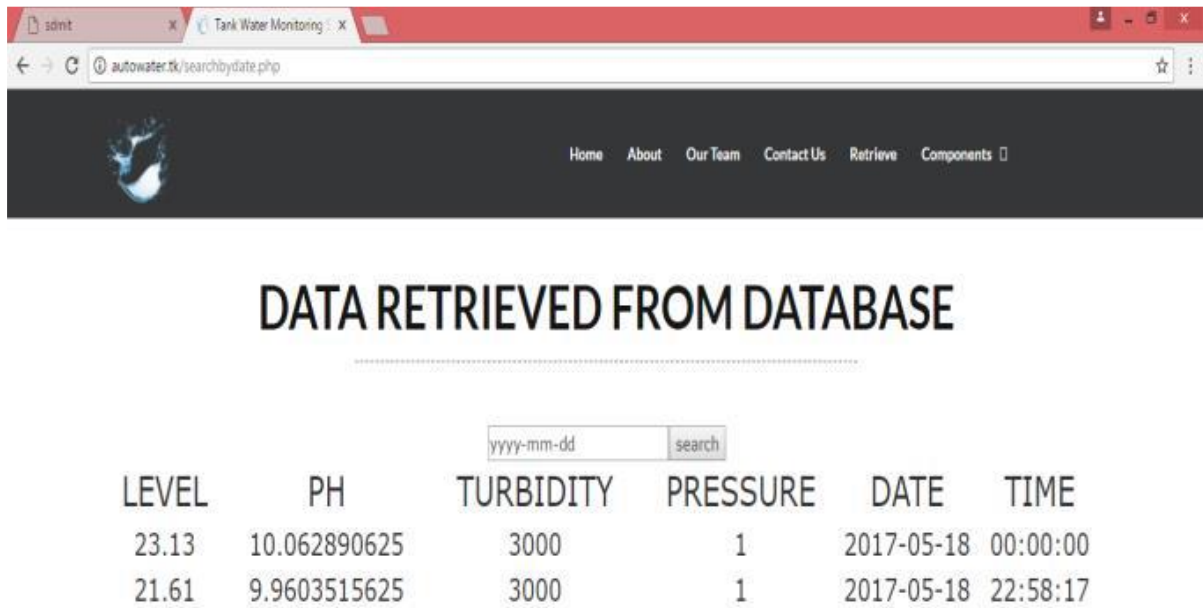 sdmit
Tank Water Monitoring S
autowater.tk/searchbydate.php
Home About Our Team Contact Us Retrieve Components
DATA RETRIEVED FROM DATABASE
yyyy-mm-dd search
LEVEL PH TURBIDITY PRESSURE DATE TIME
23.13 10.062890625 3000 1 2017-05-18 00:00:00
21.61 9.9603515625 3000 1 2017-05-18 22:58:17